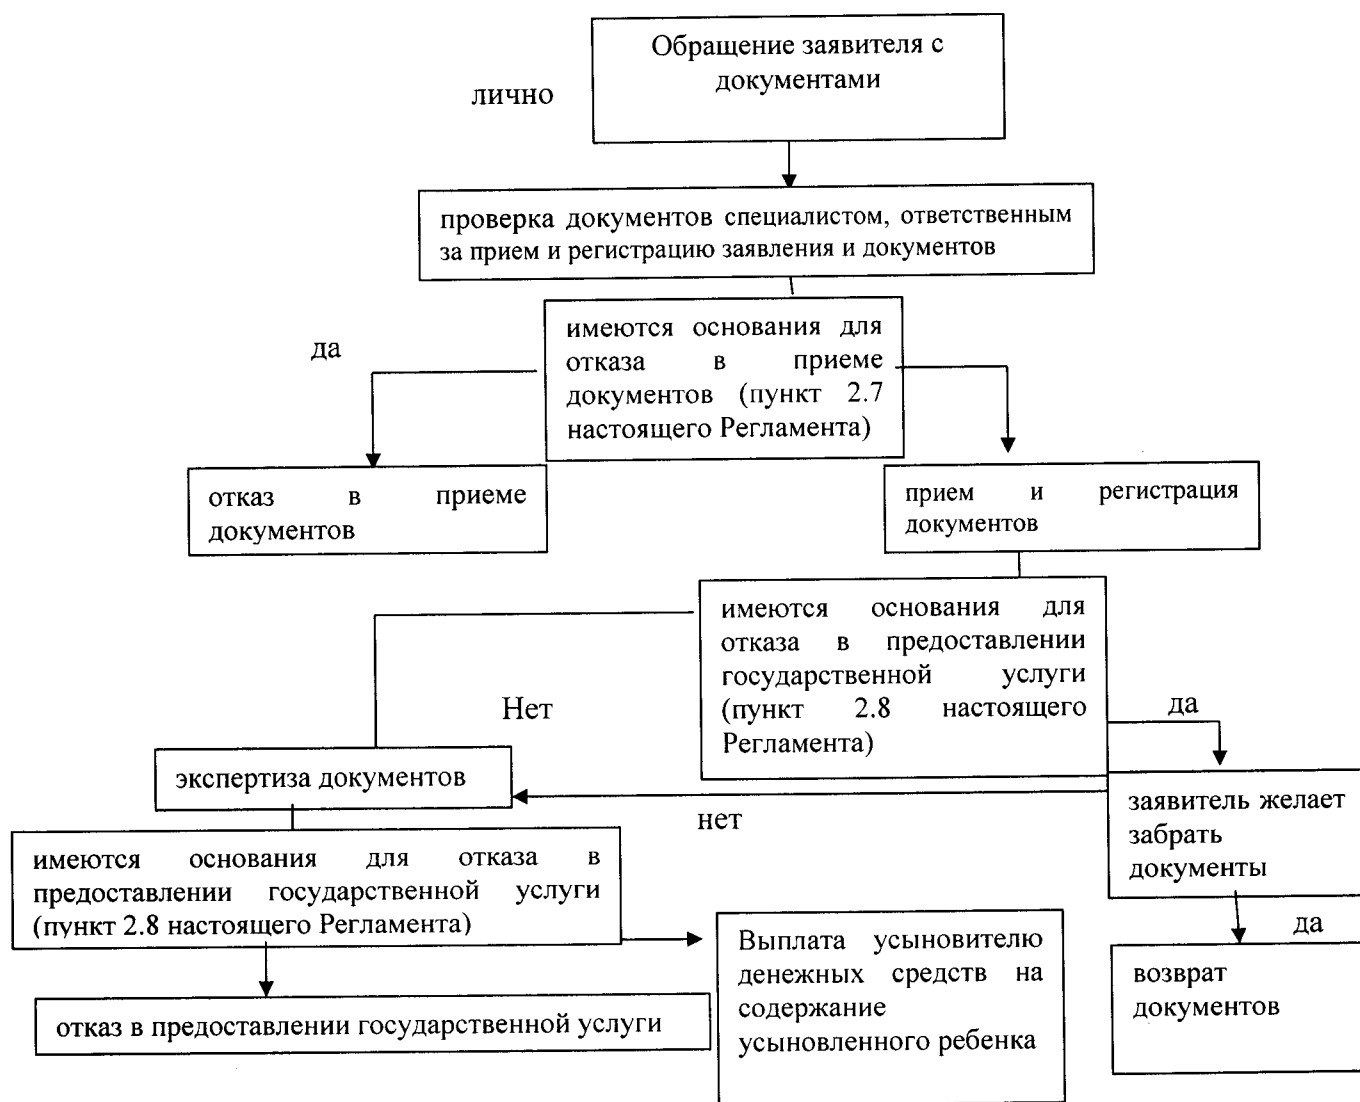 Обращение заявителя с
документами
лично
проверка документов специалистом, ответственным
за прием и регистрацию заявления и документов
имеются основания для
отказа в приеме
документов (пункт 2.7
настоящего Регламента)
да
отказ в приеме
документов
прием и регистрация
документов
имеются основания для
отказа в предоставлении
государственной услуги
(пункт 2.8 настоящего
Регламента)
Нет
да
экспертиза документов
заявитель желает
забрать
документы
нет
имеются основания для отказа в
предоставлении государственной услуги
(пункт 2.8 настоящего Регламента)
да
Выплата усыновителю
денежных средств на
содержание
усыновленного ребенка
возврат
документов
отказ в предоставлении государственной услуги